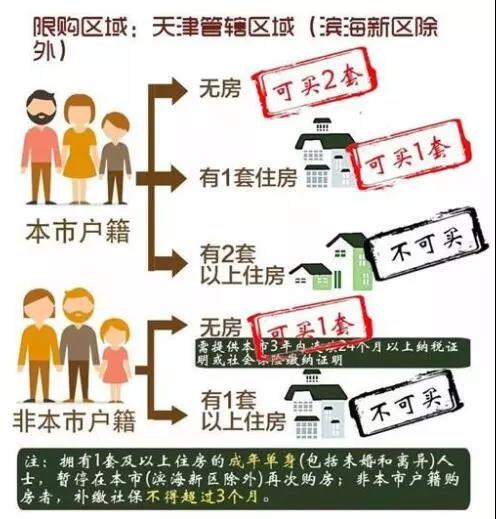 限购区域：天津管辖区域（滨海新区除
外）
无房
可买2套
有1套住房
可买1套
本市户籍
有2套
以上住房
不可买
无房
可买1套
需提供本市3年内连续24个月以上纳税证
明或社会保险缴纳证明
非本市户籍
有1套
以上住房
不可买
注：拥有1套及以上住房的成年单身(包括未婚和离异)人
士，暂停在本市(滨海新区除外)再次购房；非本市户籍购
房者，补缴社保不得超过3个月。